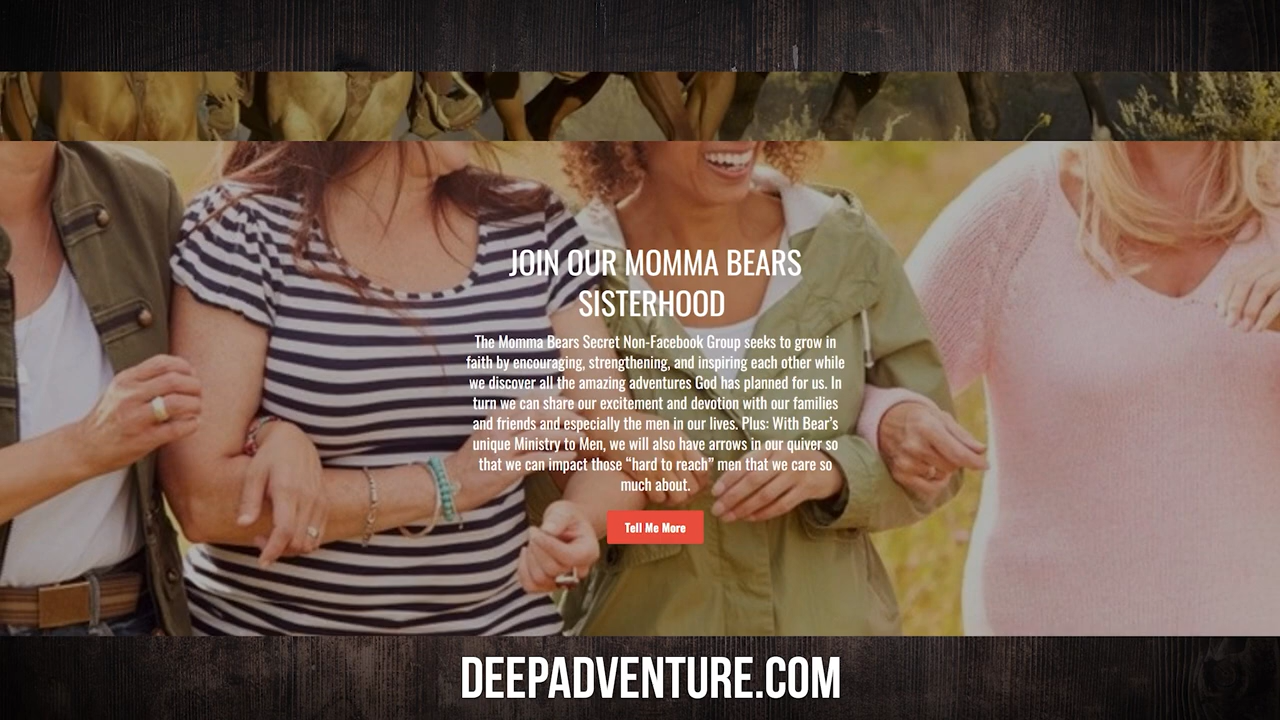 JOIN OUR MOMMA BEARS
SISTERHOOD
The Momma Bears Secret Non-Facebook Group seeks to grow in
faith by encouraging, strengthening, and inspiring each other while
we discover all the amazing adventures God has planned for us. In
turn we can share our excitement and devotion with our families
and friends and especially the men in our lives. Plus: With Bear’s
unique Ministry to Men, we will also have arrows in our quiver so
that we can impact those “hard to reach” men that we care so
much about.
Tell Me More
DEEPADVENTURE.COM